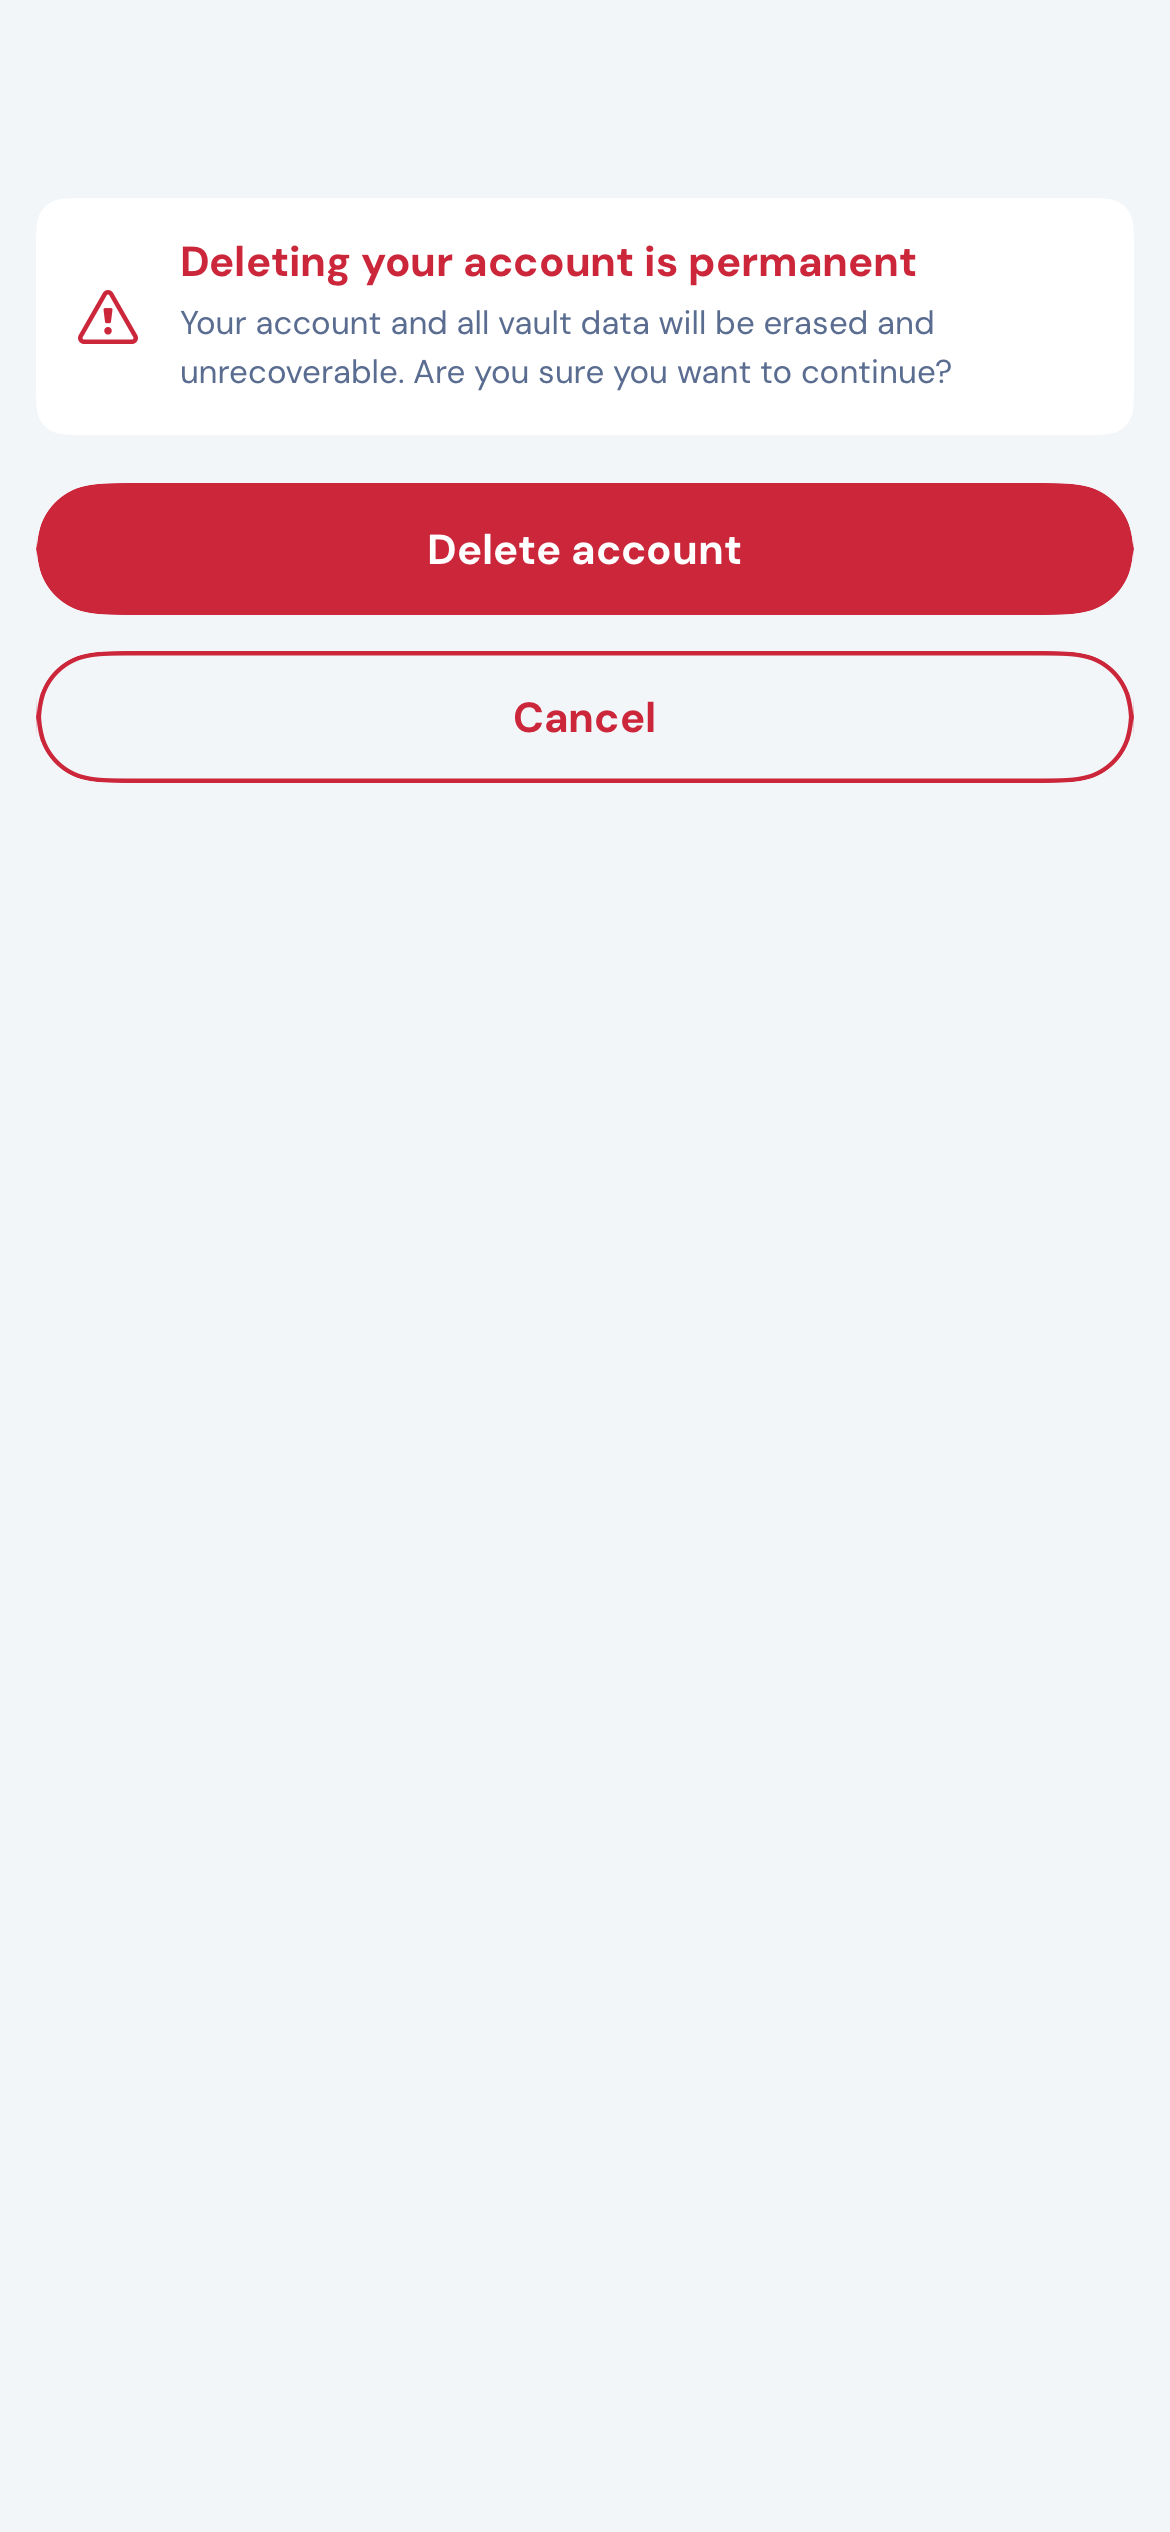 Deleting your account is permanent
Your account and all vault data will be erased and
unrecoverable. Are you sure you want to continue?
Delete account
Cancel